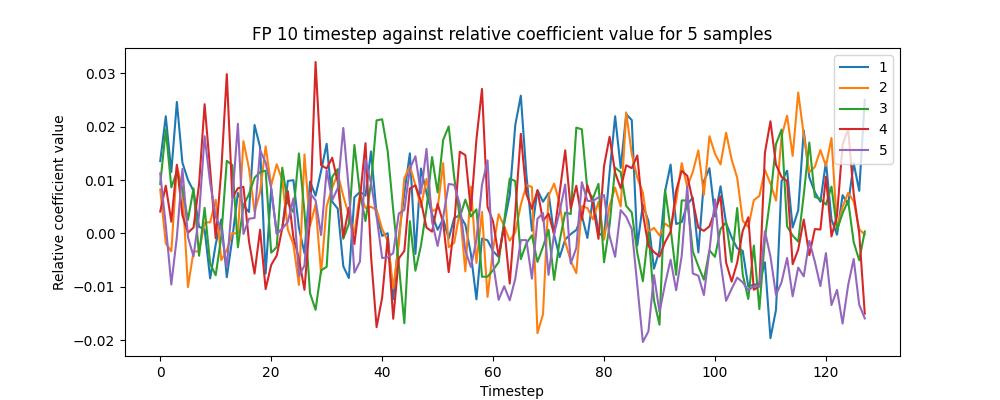 FP 10 timestep against relative coefficient value for 5 samples
0.03
0.02
0.01
0.00
−0.01
−0.02
Relative coefficient value
1
2
3
4
5
0 20 40 60 80 100 120
Timestep